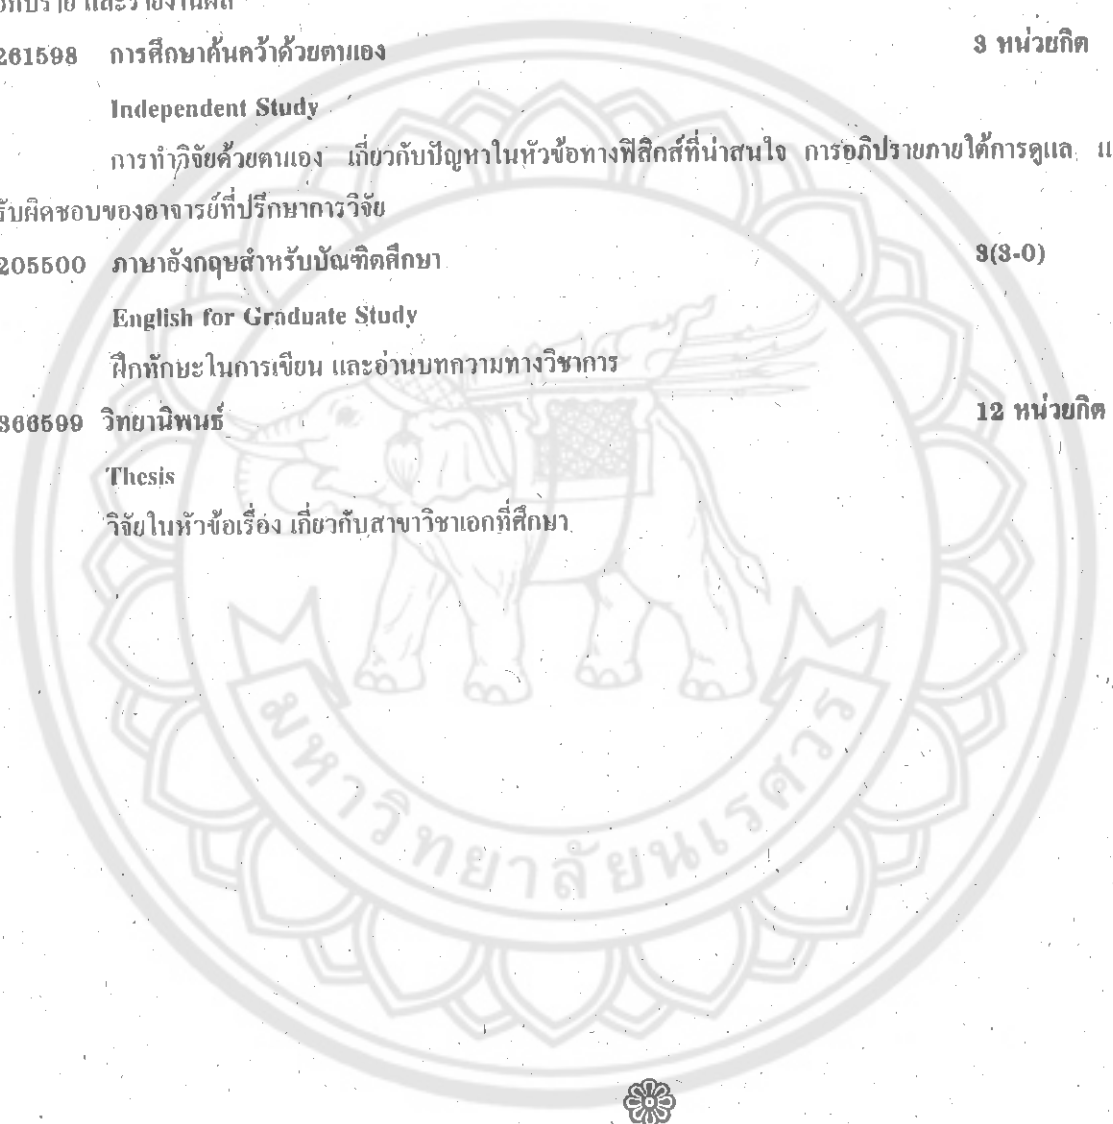 และรายงานผล
261598 การศึกษาค้นคว้าด้วยตนเอง 3 หน่วยกิต
Independent Study
การทำวิจัยด้วยตนเอง เกี่ยวกับปัญหาในหัวข้อทางฟิสิกส์ที่น่าสนใจ การอภิปรายภายใต้การดูแล
รับผิดชอบของอาจารย์ที่ปรึกษาการวิจัย
205500 ภาษาอังกฤษสำหรับบัณฑิตศึกษา 3(3-0)
English for Graduate Study
ฝึกทักษะในการเขียน และอ่านบทความทางวิชาการ
366599 วิทยานิพนธ์ 12 หน่วยกิต
Thesis
วิจัยในหัวข้อเรื่อง เกี่ยวกับสาขาวิชาเอกที่ศึกษา
มหาวิทยาลัยนเรศวร